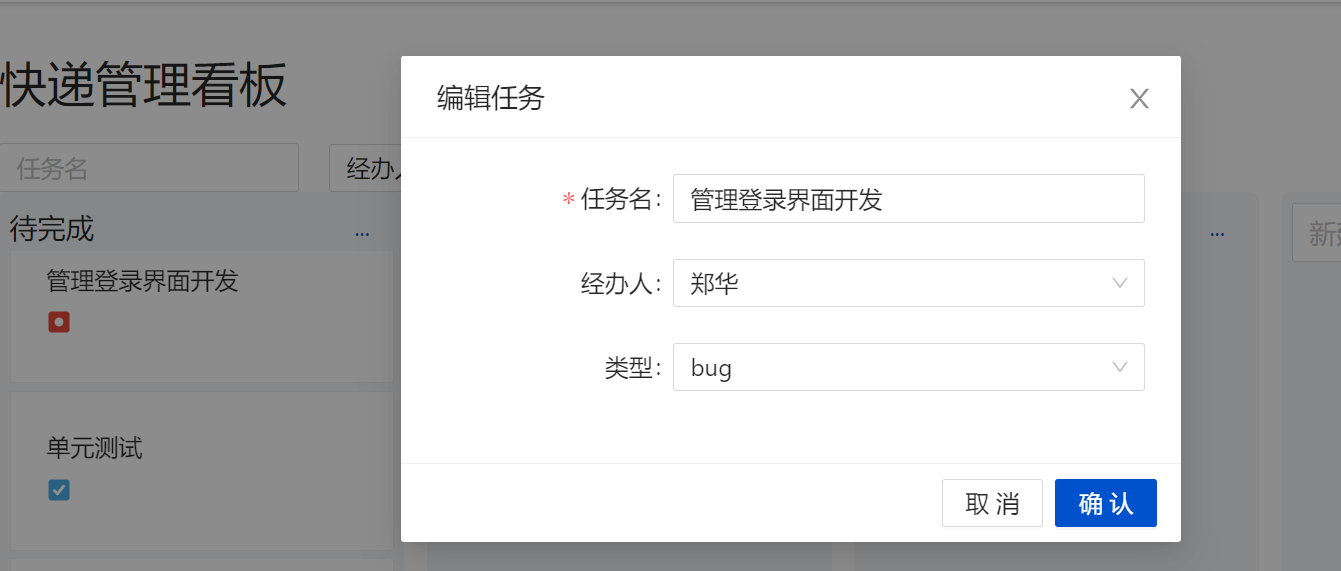 快递管理看板
任务名
经办
待完成
...
管理登录界面开发
单元测试
编辑任务
* 任务名:
管理登录界面开发
经办人:
郑华
类型:
bug
取 消
确 认
...
新